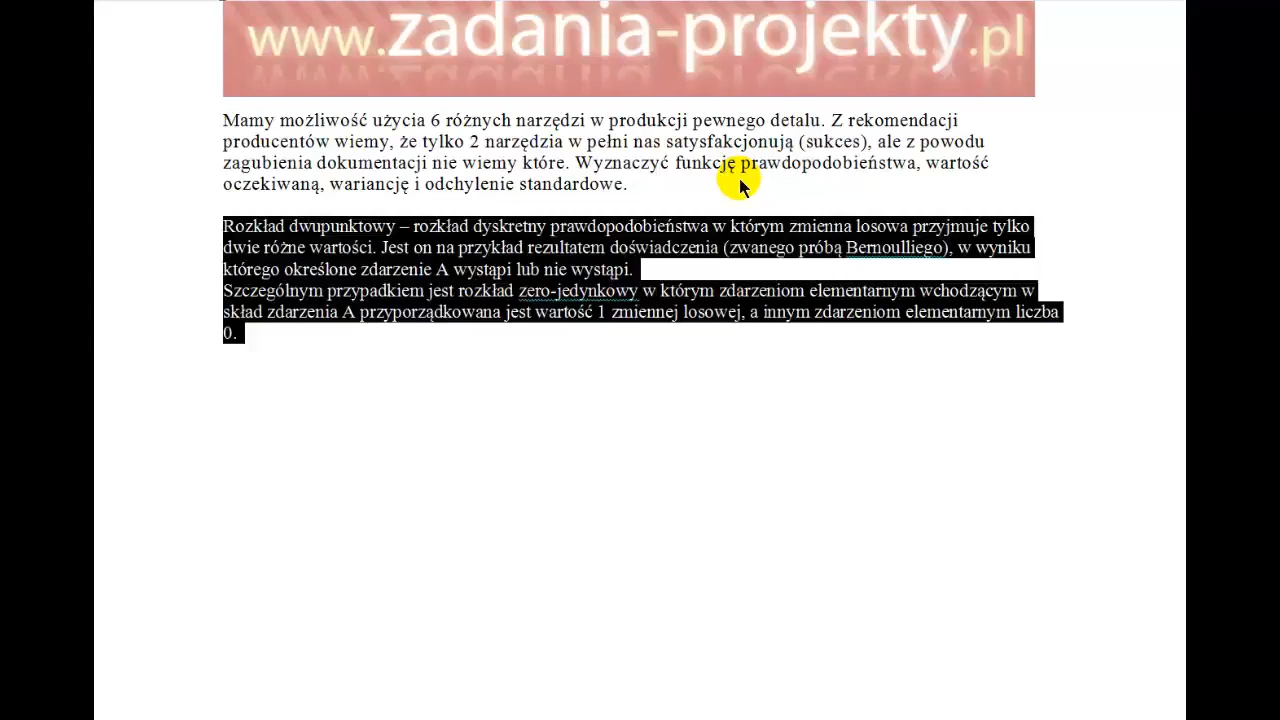 www.zadania-projekty.pl
Mamy możliwość użycia 6 różnych narzędzi w produkcji pewnego detalu. Z rekomendacji
producentów wiemy, że tylko 2 narzędzia w pełni nas satysfakcjonują (sukces), ale z powodu
zagubienia dokumentacji nie wiemy które. Wyznaczyć funkcję prawdopodobieństwa, wartość
oczekiwaną, wariancję i odchylenie standardowe.
Rozkład dwupunktowy – rozkład dyskretny prawdopodobieństwa w którym zmienna losowa przyjmuje tylko
dwie różne wartości. Jest on na przykład rezultatem doświadczenia (zwanego próbą Bernoulliego), w wyniku
którego określone zdarzenie A wystąpi lub nie wystąpi.
Szczególnym przypadkiem jest rozkład zero-jedynkowy w którym zdarzeniom elementarnym wchodzącym w
skład zdarzenia A przyporządkowana jest wartość 1 zmiennej losowej, a innym zdarzeniom elementarnym liczba
0.